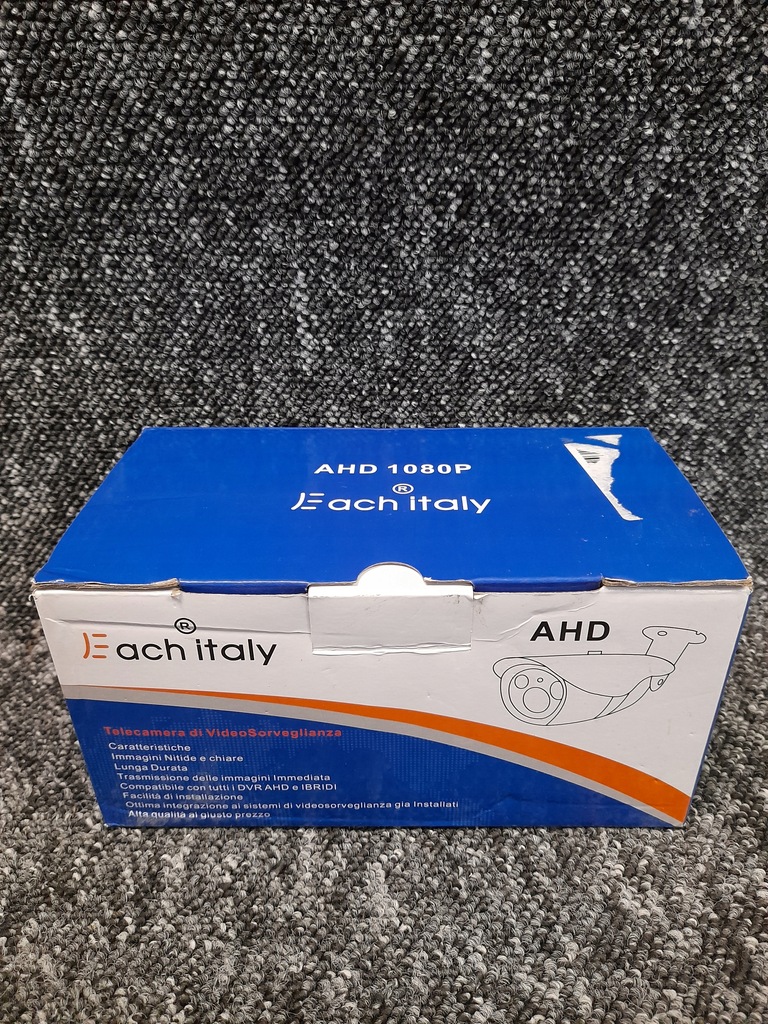 AHD 1080P
Each italy
®
Each italy
®
AHD
Telecamera di VideoSorveglianza
Caratteristiche
Immagini Nitide e chiare
Lunga Durata
Trasmissione delle immagini Immediata
Compatibile con tutti i DVR AHD e IBRIDI
Facilità di installazione
Ottima integrazione ai sistemi di videosorveglianza gia Installati
Alta qualità al giusto prezzo